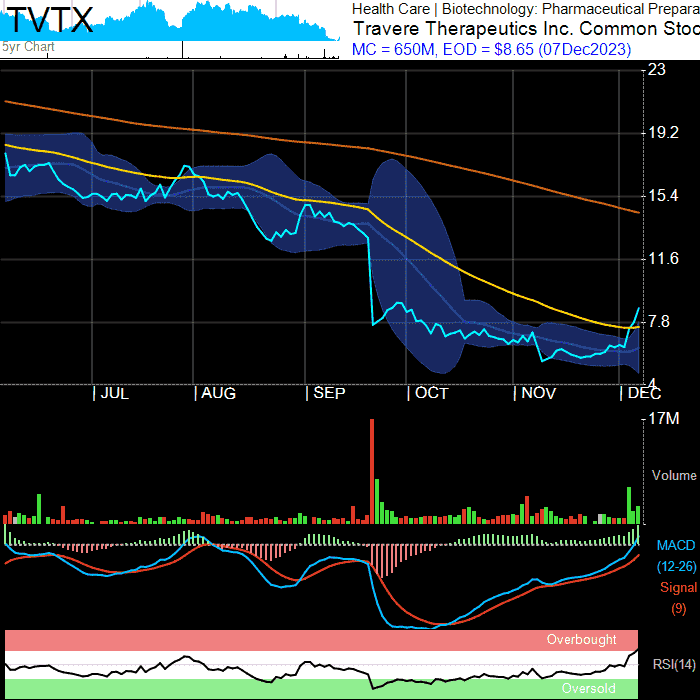 TVTX
Health Care | Biotechnology: Pharmaceutical Prepara
Travere Therapeutics Inc. Common Stoc
5yr Chart
MC = 650M, EOD = $8.65 (07Dec2023)
23
19.2
15.4
11.6
7.8
4
JUL
AUG
SEP
OCT
NOV
DEC
17M
Volume
MACD
(12-26)
Signal
(9)
Overbought
RSI(14)
Oversold